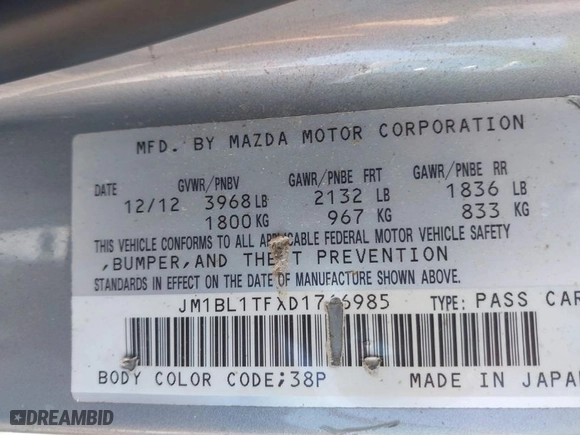 MFD. BY MAZDA MOTOR CORPORATION
DATE GVWR/PNBV GAWR/PNBE FRT GAWR/PNBE RR
12/12 3968 LB 2132 LB 1836 LB
1800 KG 967 KG 833 KG
THIS VEHICLE CONFORMS TO ALL APPLICABLE FEDERAL MOTOR VEHICLE SAFETY
,BUMPER,AND THEFT PREVENTION
STANDARDS IN EFFECT ON THE DATE OF MANUFACTURE SHOWN ABOVE.
TYPE: PASS CAR
BODY COLOR CODE;38P MADE IN JAPAN
DREAMBID